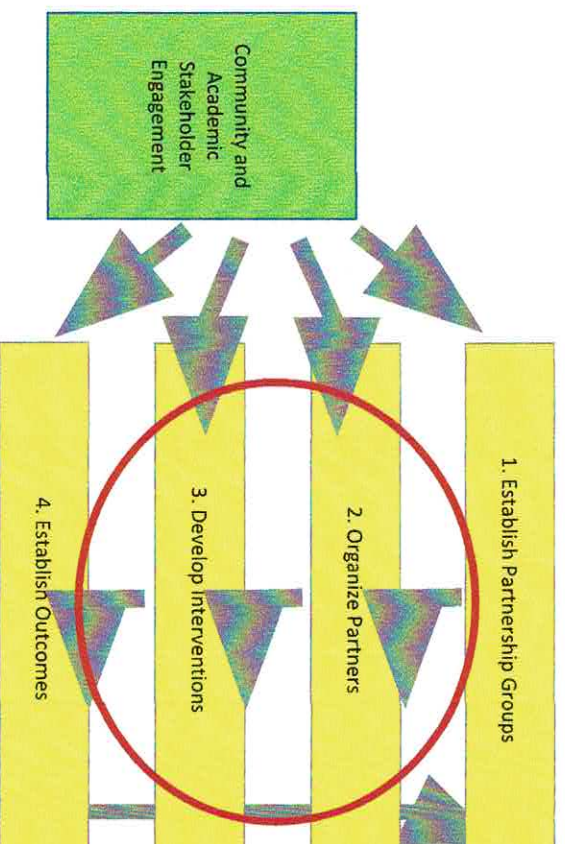 Community and
Academic
Stakeholder
Engagement
1. Establish Partnership Groups
2. Organize Partners
3. Develop Interventions
4. Establish Outcomes